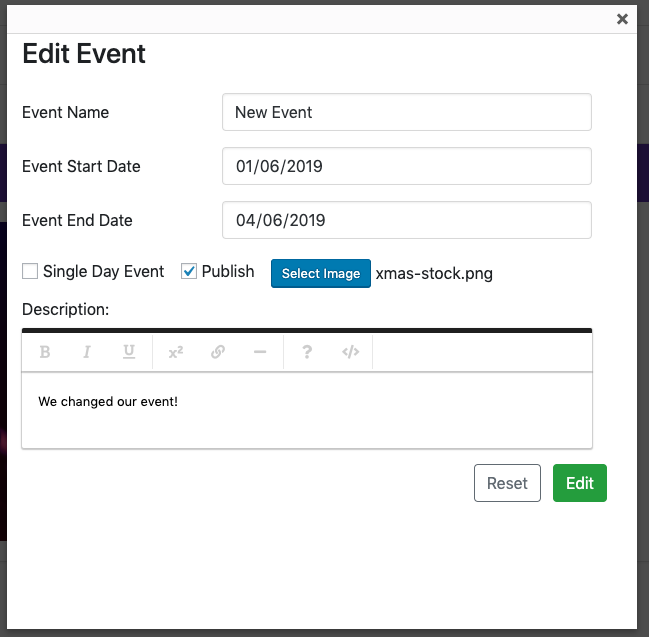 ×
Edit Event
Event Name New Event
Event Start Date 01/06/2019
Event End Date 04/06/2019
Single Day Event Publish Select Image xmas-stock.png
Description:
B I U x² — ? </>
We changed our event!
Reset Edit